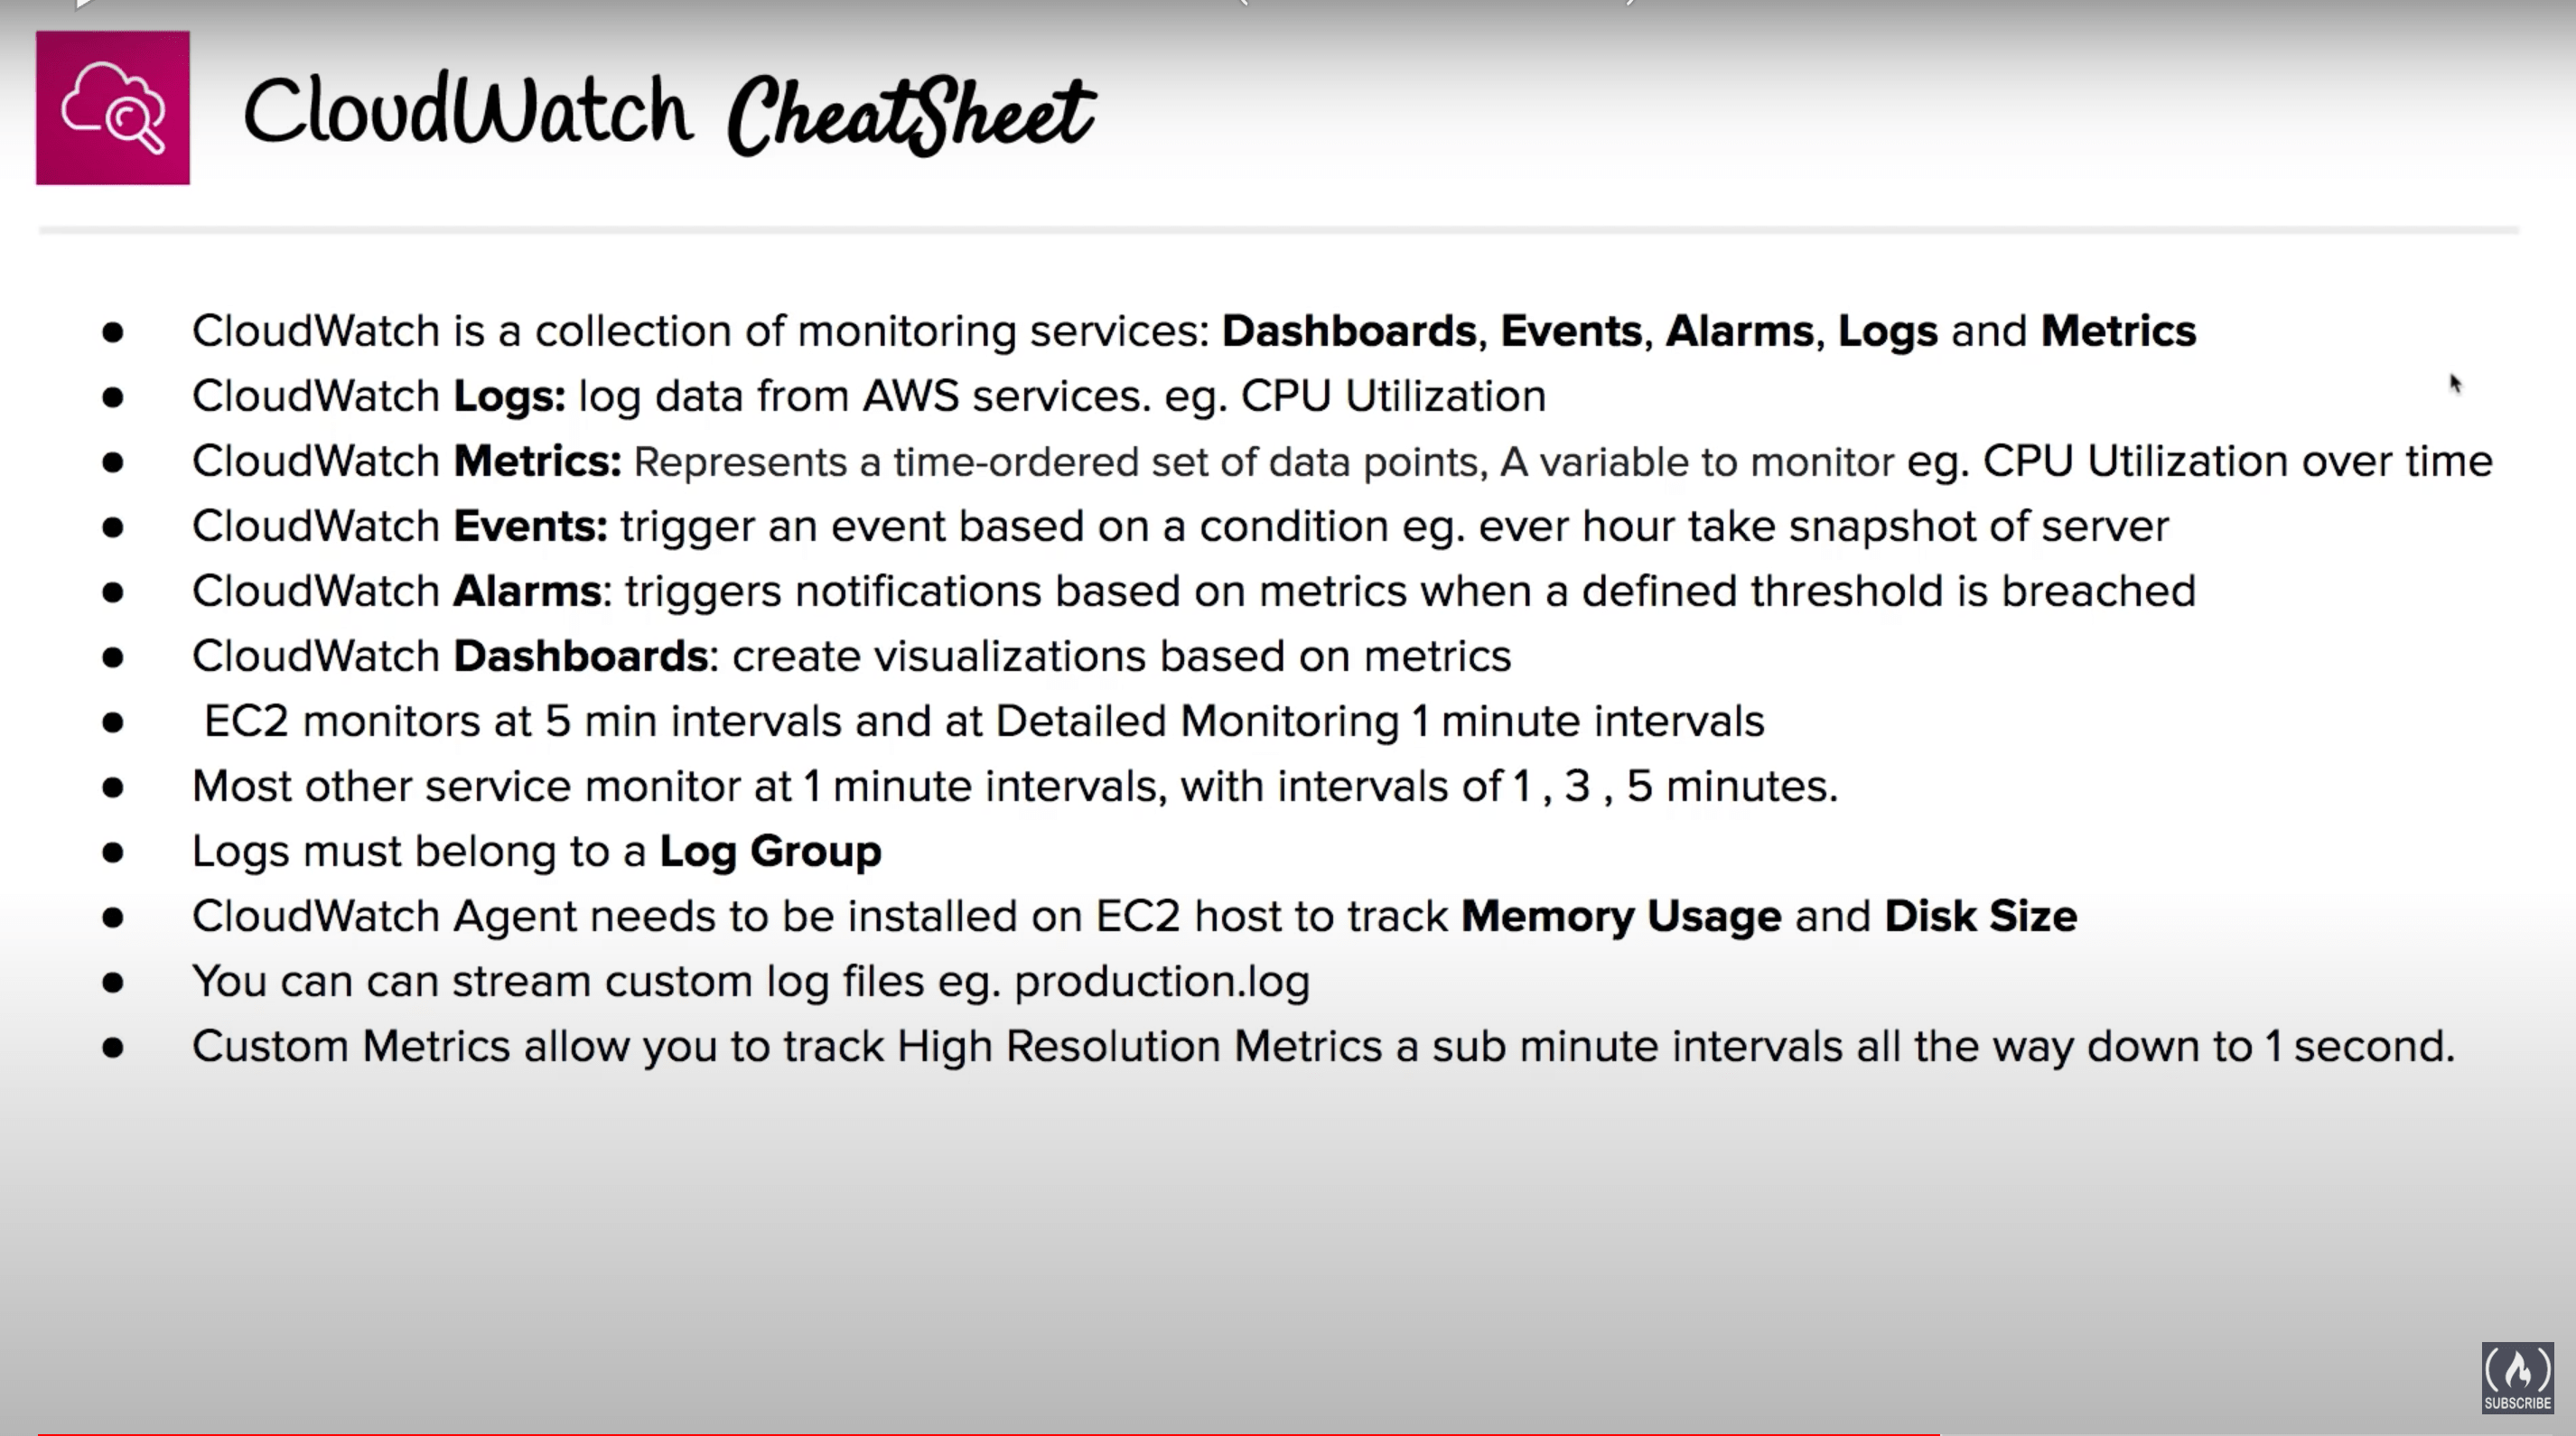 CloudWatch CheatSheet
● CloudWatch is a collection of monitoring services: Dashboards, Events, Alarms, Logs and Metrics
● CloudWatch Logs: log data from AWS services. eg. CPU Utilization
● CloudWatch Metrics: Represents a time-ordered set of data points, A variable to monitor eg. CPU Utilization over time
● CloudWatch Events: trigger an event based on a condition eg. ever hour take snapshot of server
● CloudWatch Alarms: triggers notifications based on metrics when a defined threshold is breached
● CloudWatch Dashboards: create visualizations based on metrics
● EC2 monitors at 5 min intervals and at Detailed Monitoring 1 minute intervals
● Most other service monitor at 1 minute intervals, with intervals of 1 , 3 , 5 minutes.
● Logs must belong to a Log Group
● CloudWatch Agent needs to be installed on EC2 host to track Memory Usage and Disk Size
● You can can stream custom log files eg. production.log
● Custom Metrics allow you to track High Resolution Metrics a sub minute intervals all the way down to 1 second.
SUBSCRIBE